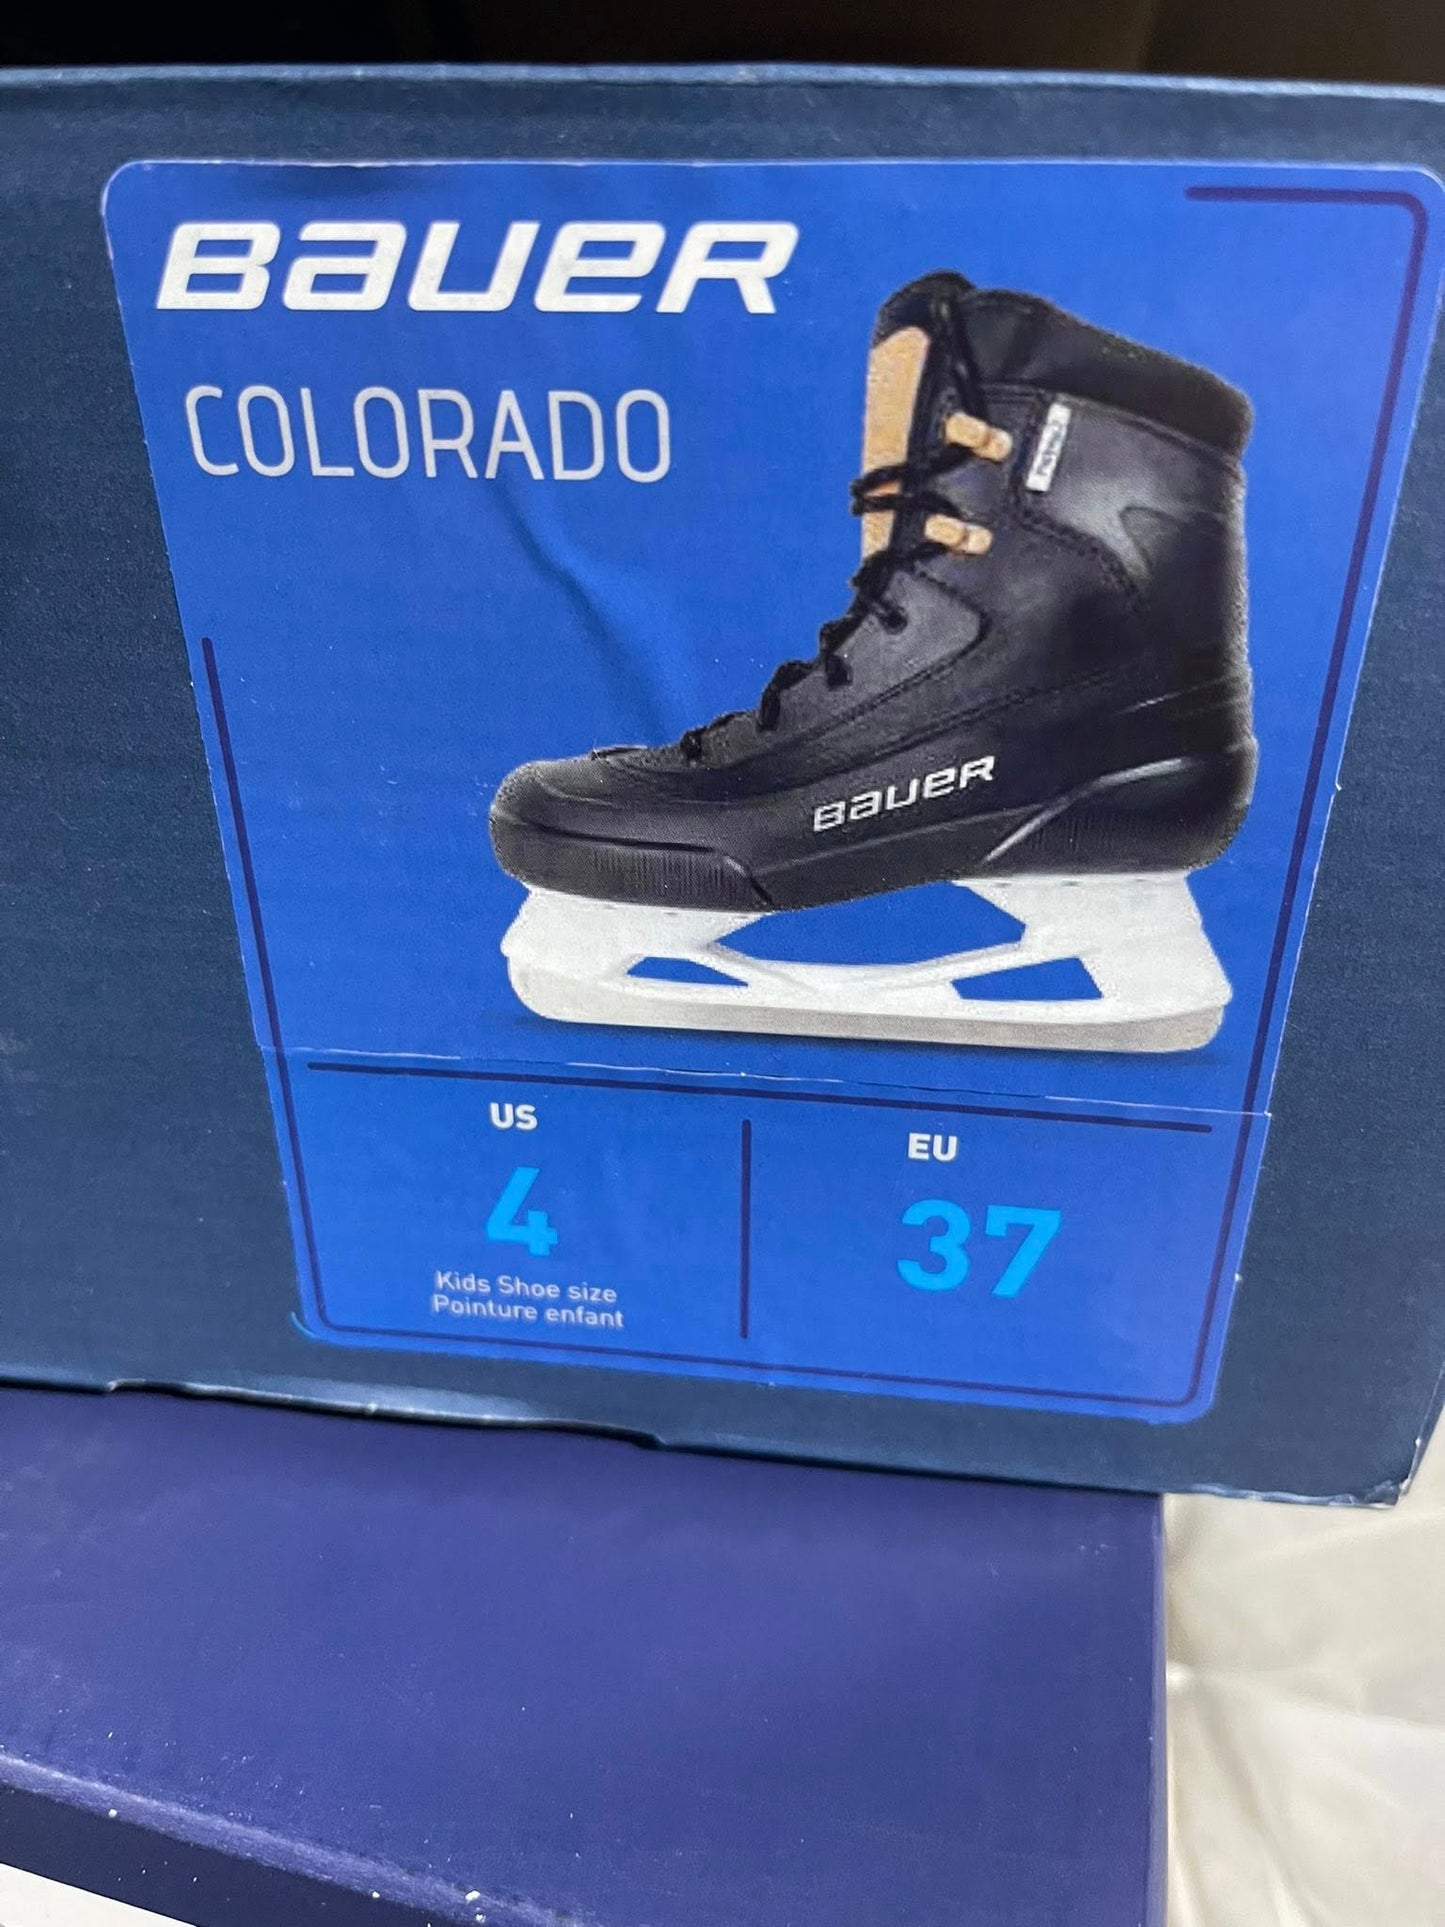 BAUER
COLORADO
BAUER
US
4
Kids Shoe size
Pointure enfant
EU
37